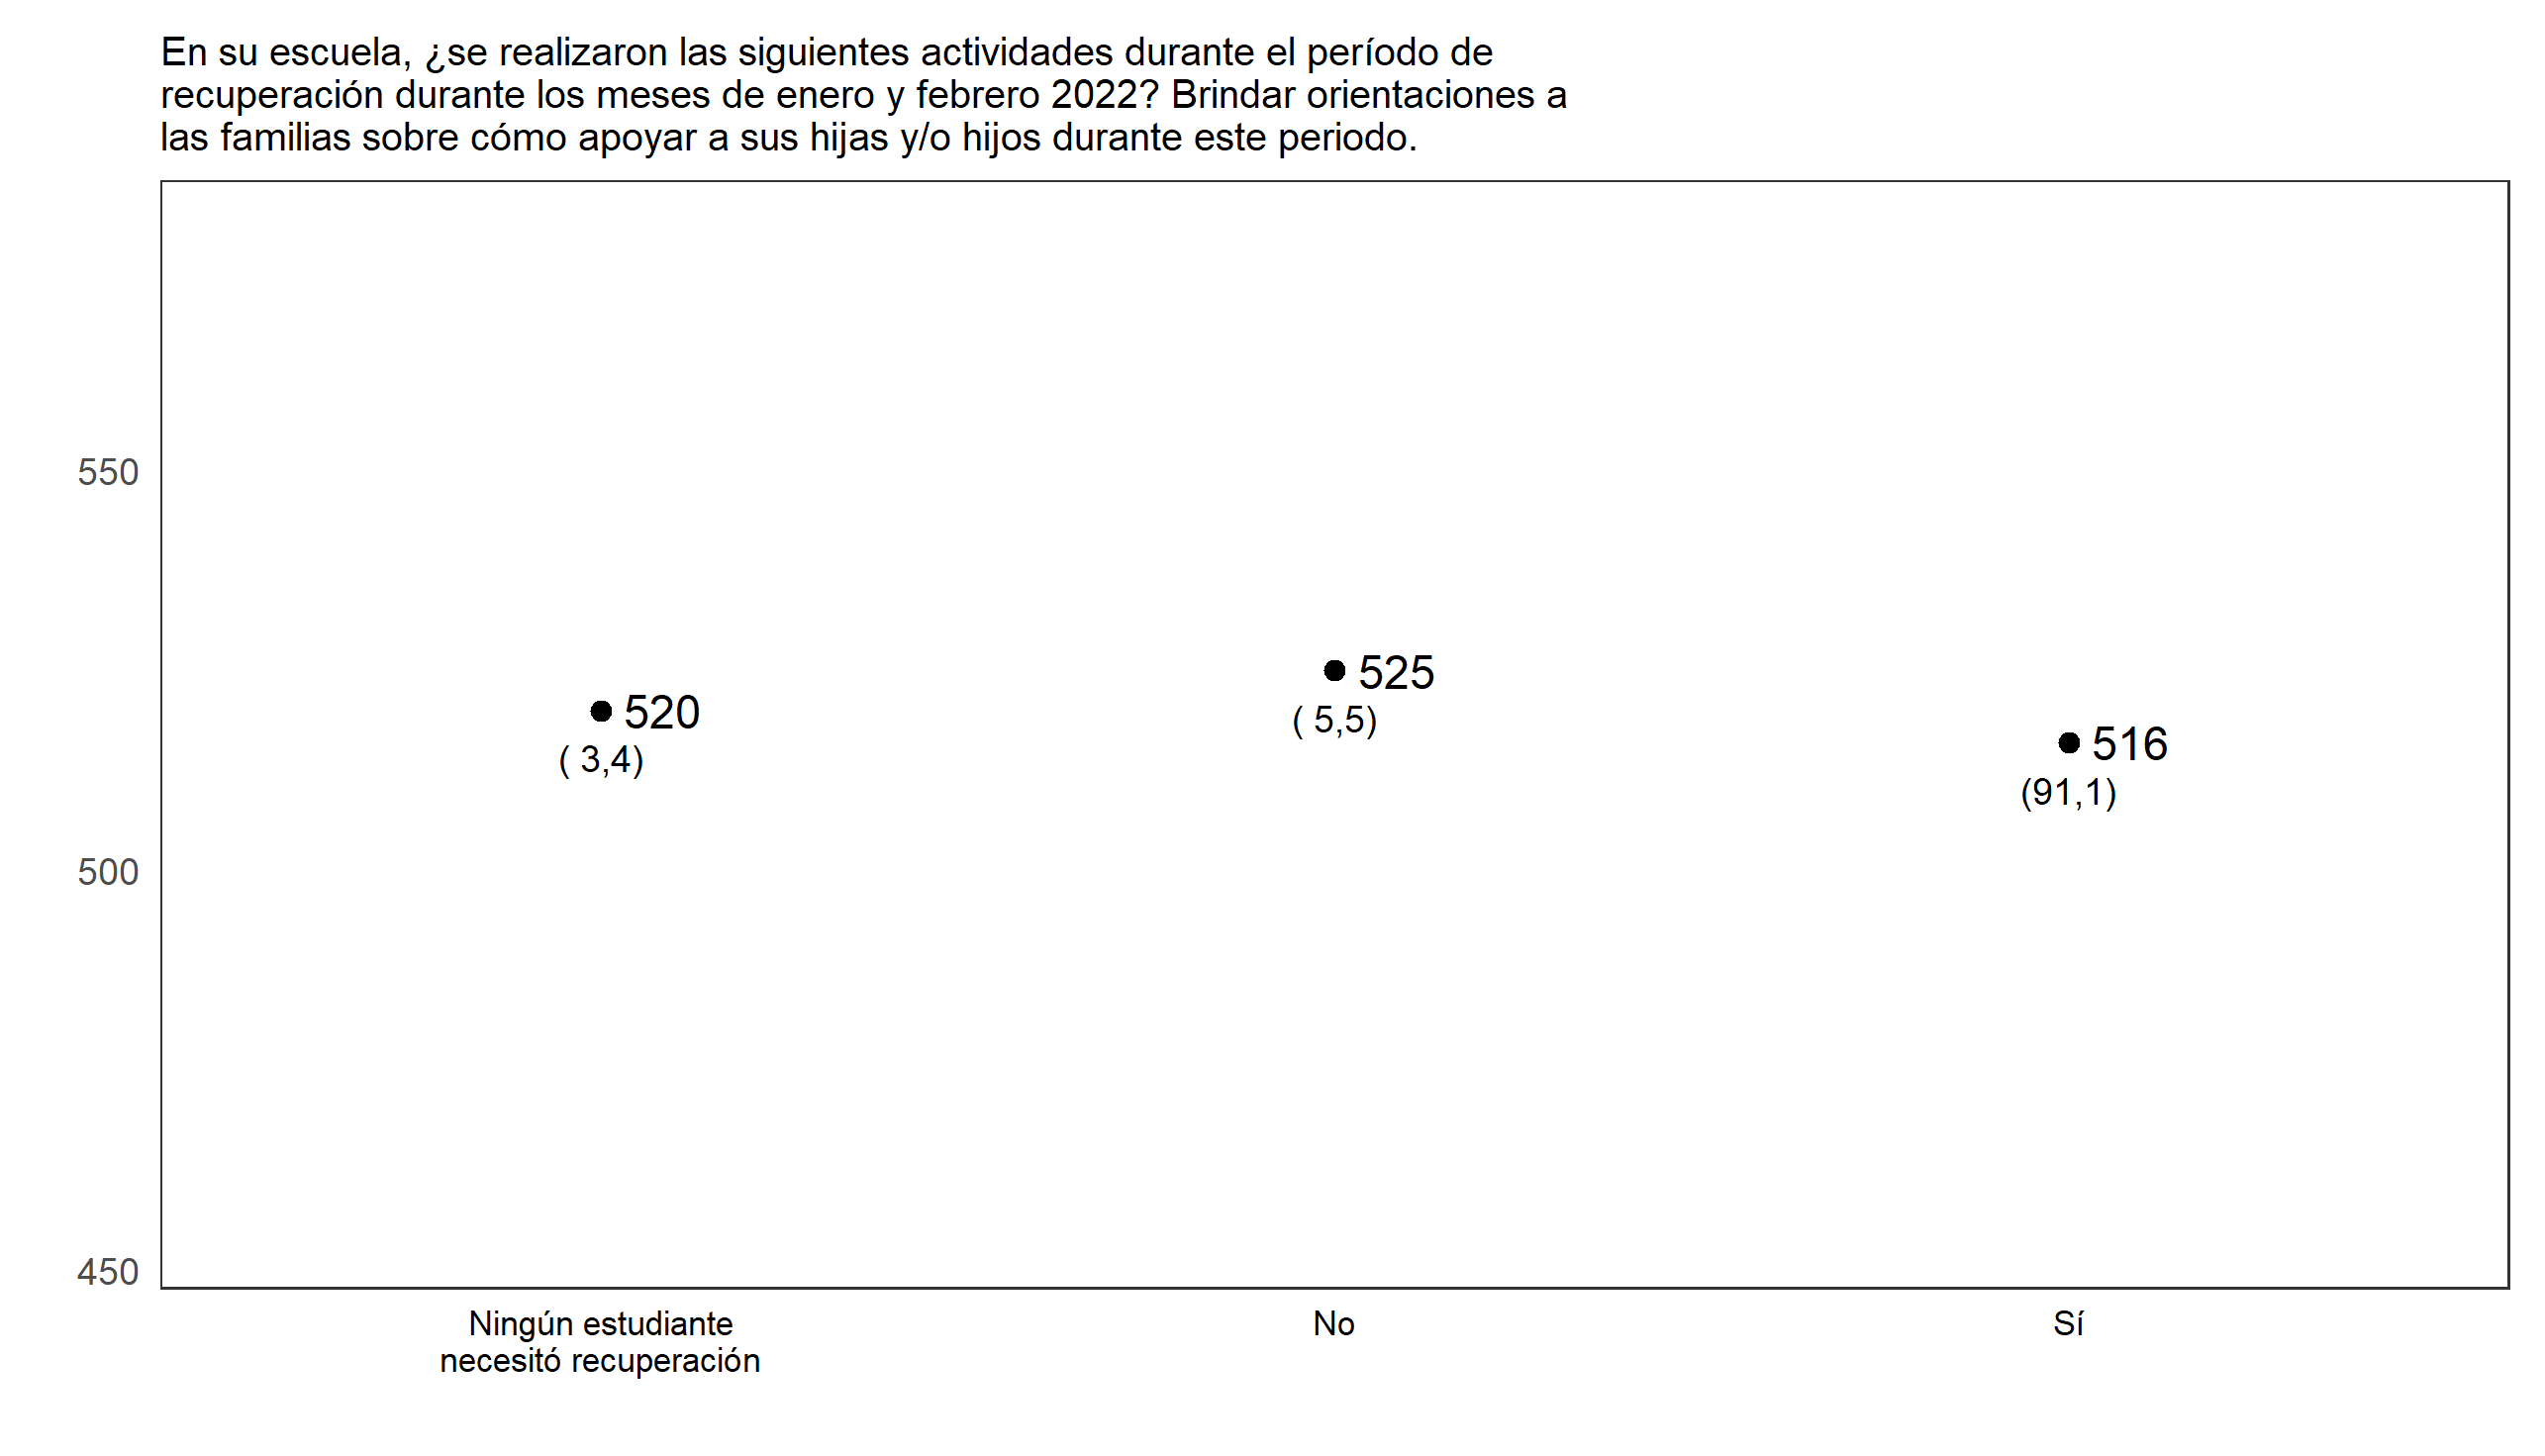 En su escuela, ¿se realizaron las siguientes actividades durante el período de
recuperación durante los meses de enero y febrero 2022? Brindar orientaciones a
las familias sobre cómo apoyar a sus hijas y/o hijos durante este periodo.
550
525
( 5,5)
520
( 3,4)
516
(91,1)
500
450
Ningún estudiante
necesitó recuperación
No
Sí